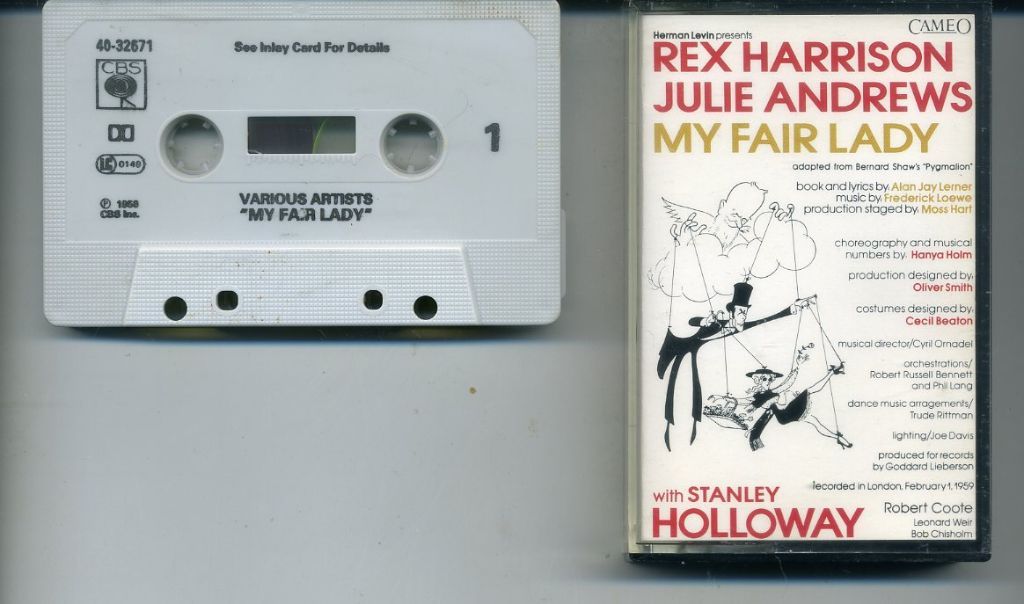 40-32671
See Inlay Card For Details
CBS
0149
1
℗ 1958
CBS Inc.
VARIOUS ARTISTS
"MY FAIR LADY"
CAMEO
Herman Levin presents
REX HARRISON
JULIE ANDREWS
MY FAIR LADY
adapted from Bernard Shaw's "Pygmalion"
book and lyrics by, Alan Jay Lerner
music by, Frederick Loewe
production staged by, Moss Hart
choreography and musical
numbers by, Hanya Holm
production designed by,
Oliver Smith
costumes designed by,
Cecil Beaton
musical director/Cyril Ornadel
orchestrations/
Robert Russell Bennett
and Phil Lang
dance music arragements/
Trude Rittman
lighting/Joe Davis
produced for records
by Goddard Lieberson
recorded in London, February 1, 1959
with STANLEY
HOLLOWAY
Robert Coote
Leonard Weir
Bob Chisholm